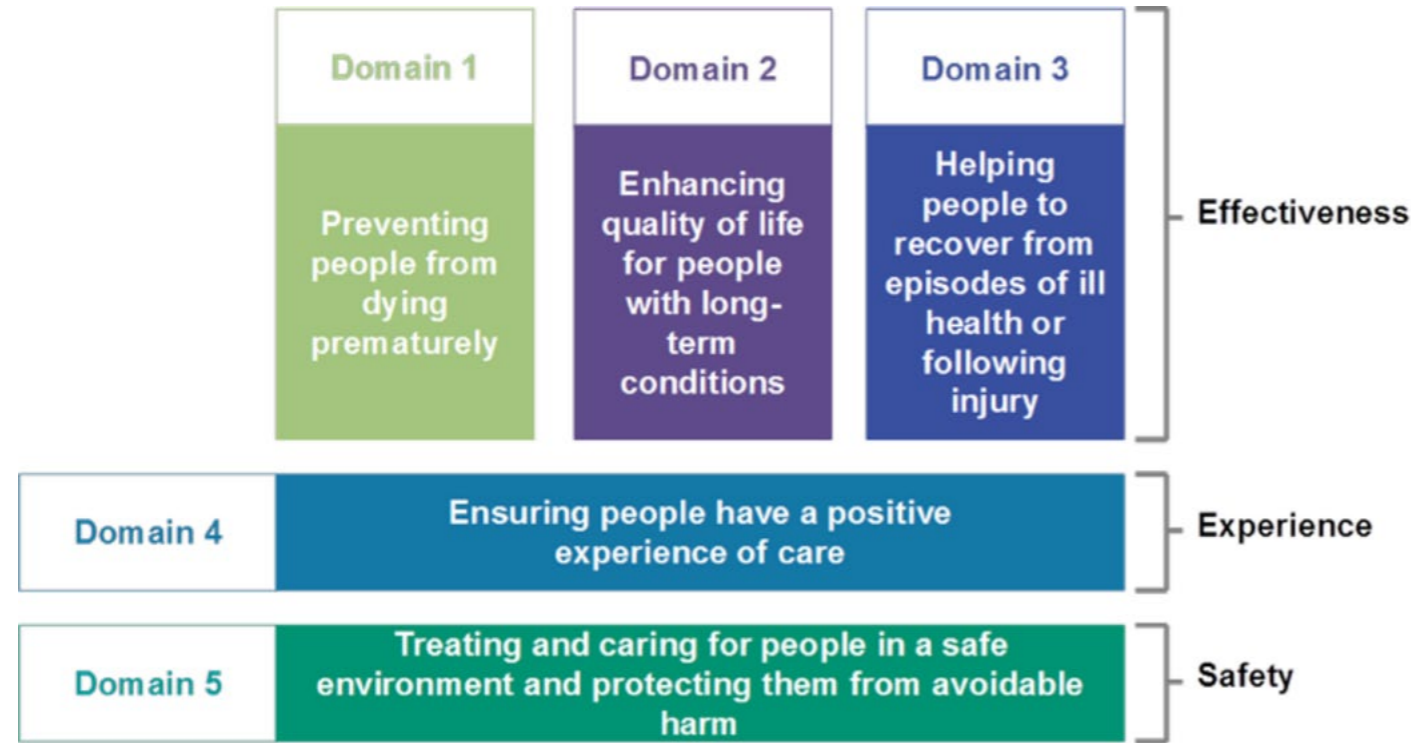 Domain 1
Preventing
people from
dying
prematurely
Domain 2
Enhancing
quality of life
for people
with long-
term
conditions
Domain 3
Helping
people to
recover from
episodes of ill
health or
following
injury
Effectiveness
Domain 4
Ensuring people have a positive
experience of care
Experience
Domain 5
Treating and caring for people in a safe
environment and protecting them from avoidable
harm
Safety